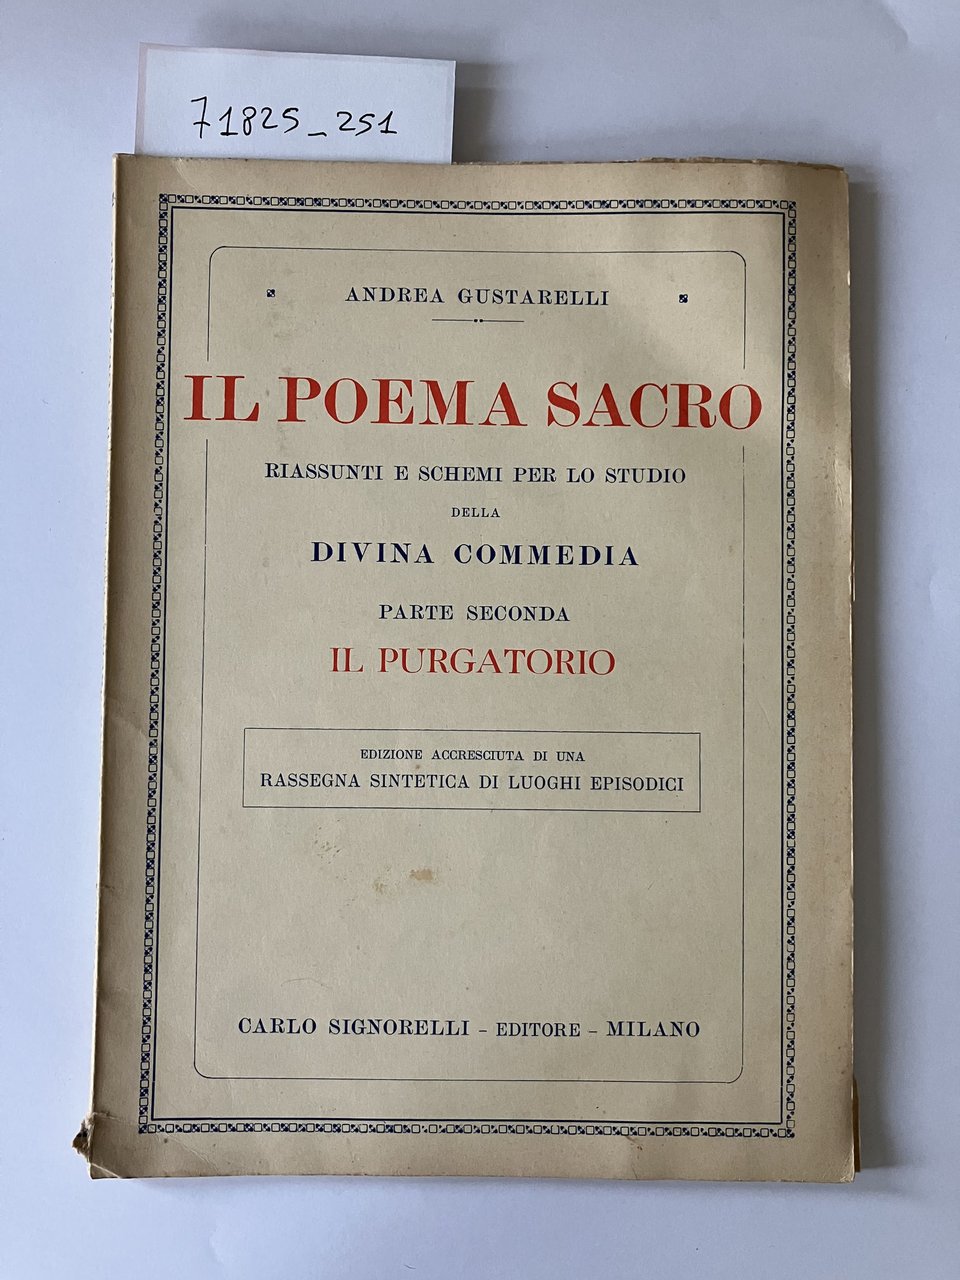 71825_251
ANDREA GUSTARELLI
IL POEMA SACRO
RIASSUNTI E SCHEMI PER LO STUDIO
DELLA
DIVINA COMMEDIA
PARTE SECONDA
IL PURGATORIO
EDIZIONE ACCRESCIUTA DI UNA
RASSEGNA SINTETICA DI LUOGHI EPISODICI
CARLO SIGNORELLI - EDITORE - MILANO